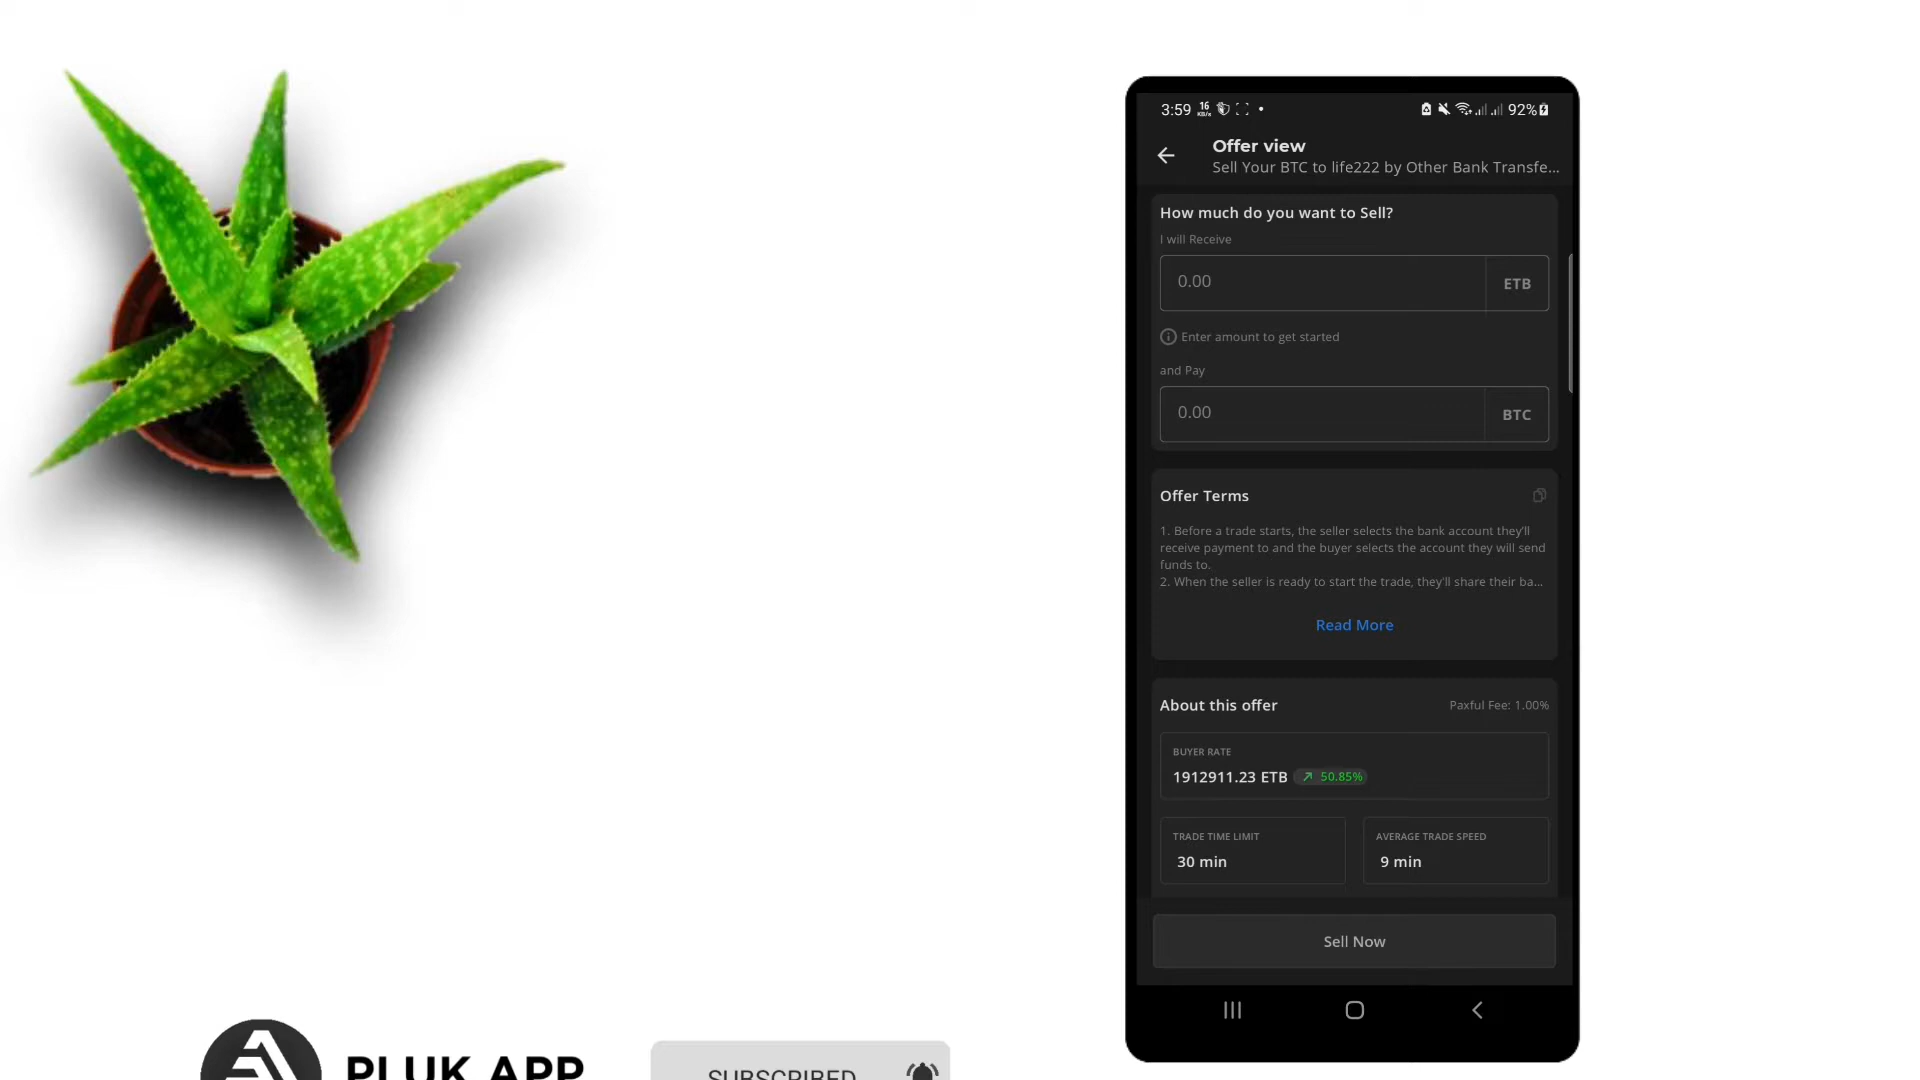 3:59 16 KB/s 92%
Offer view
Sell Your BTC to life222 by Other Bank Transfe...
How much do you want to Sell?
I will Receive
0.00 ETB
Enter amount to get started
and Pay
0.00 BTC
Offer Terms
1. Before a trade starts, the seller selects the bank account they'll
receive payment to and the buyer selects the account they will send
funds to.
2. When the seller is ready to start the trade, they'll share their ba...
Read More
About this offer Paxful Fee: 1.00%
BUYER RATE
1912911.23 ETB 50.85%
TRADE TIME LIMIT AVERAGE TRADE SPEED
30 min 9 min
Sell Now
PLUK APP SUBSCRIBED